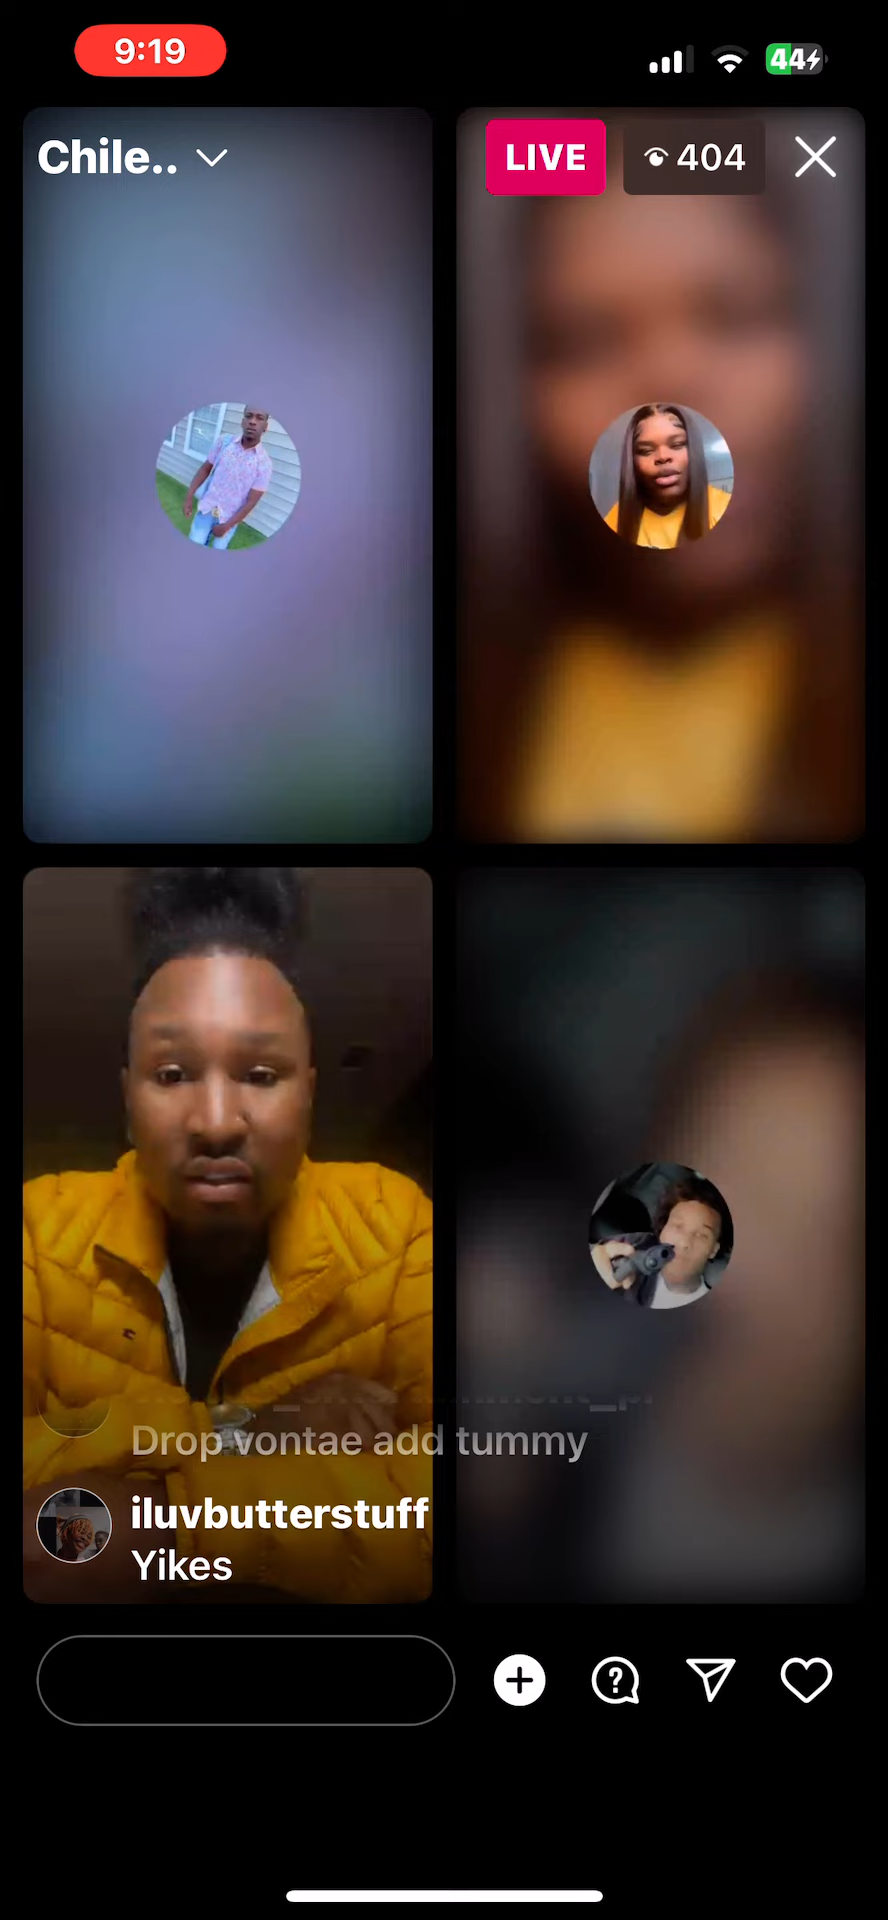 9:19
44
Chile..
LIVE
404
Drop vontae add tummy
iluvbutterstuff
Yikes